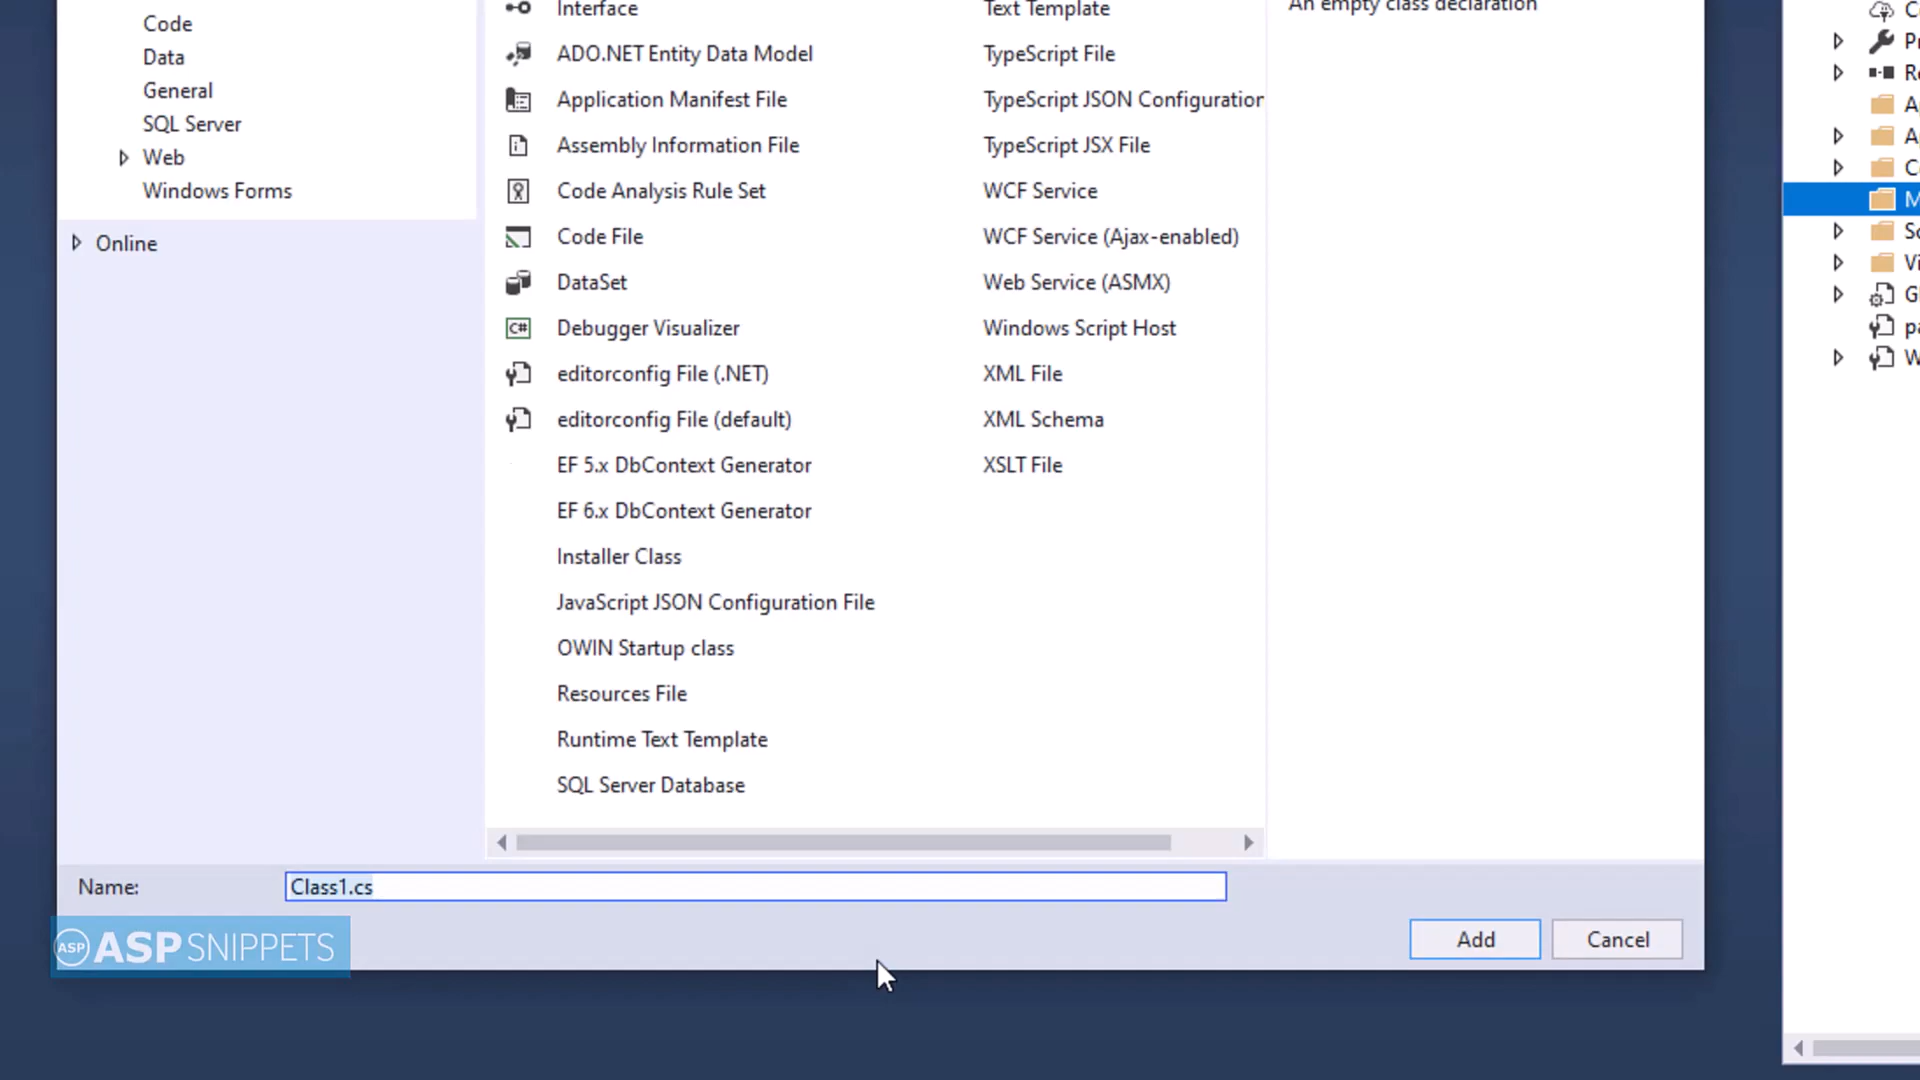 Code
Data
General
SQL Server
Web
Windows Forms
Online
Interface
ADO.NET Entity Data Model
Application Manifest File
Assembly Information File
Code Analysis Rule Set
Code File
DataSet
Debugger Visualizer
editorconfig File (.NET)
editorconfig File (default)
EF 5.x DbContext Generator
EF 6.x DbContext Generator
Installer Class
JavaScript JSON Configuration File
OWIN Startup class
Resources File
Runtime Text Template
SQL Server Database
Text Template
TypeScript File
TypeScript JSON Configuration
TypeScript JSX File
WCF Service
WCF Service (Ajax-enabled)
Web Service (ASMX)
Windows Script Host
XML File
XML Schema
XSLT File
An empty class declaration
C#
Name:
Class1.cs
Add
Cancel
ASP ASPSNIPPETS